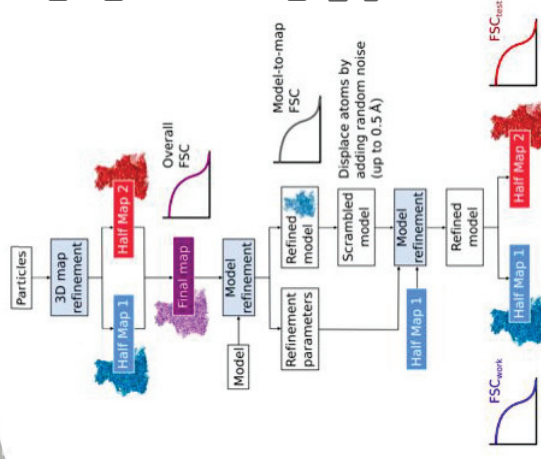 Particles
3D map
refinement
Half Map 1
Half Map 2
Final map
Overall
FSC
Model
Model
refinement
Refinement
parameters
Refined
model
Model-to-map
FSC
Scrambled
model
Displace atoms by
adding random noise
(up to 0.5 Å)
Half Map 1
Model
refinement
Refined
model
FSCwork
Half Map 1
Half Map 2
FSCtest